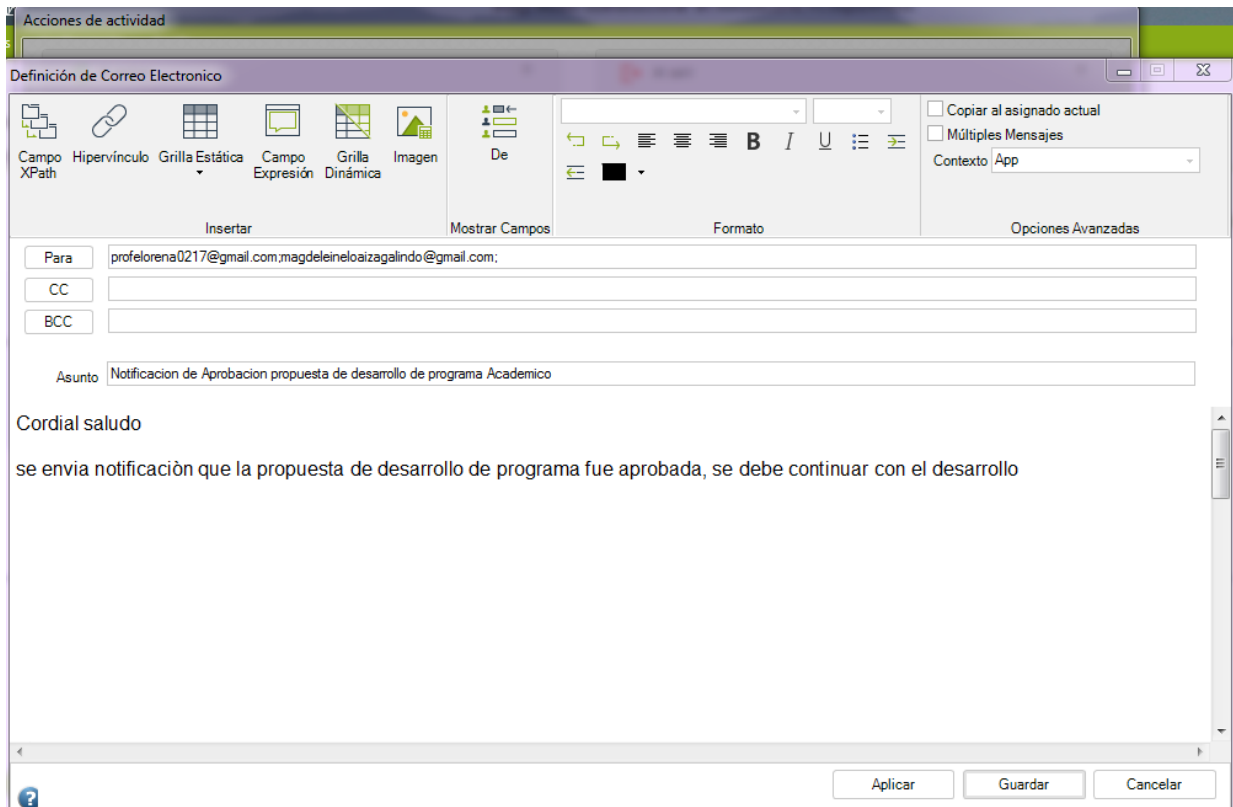 Acciones de actividad
Definición de Correo Electronico
Campo XPath
Hipervínculo
Grilla Estática
Campo Expresión
Grilla Dinámica
Imagen
De
B I U
Copiar al asignado actual
Múltiples Mensajes
Contexto App
Insertar
Mostrar Campos
Formato
Opciones Avanzadas
Para profelorena0217@gmail.com;magdeleineloaizagalindo@gmail.com;
CC
BCC
Asunto Notificacion de Aprobacion propuesta de desarrollo de programa Academico
Cordial saludo
se envia notificaciòn que la propuesta de desarrollo de programa fue aprobada, se debe continuar con el desarrollo
Aplicar
Guardar
Cancelar